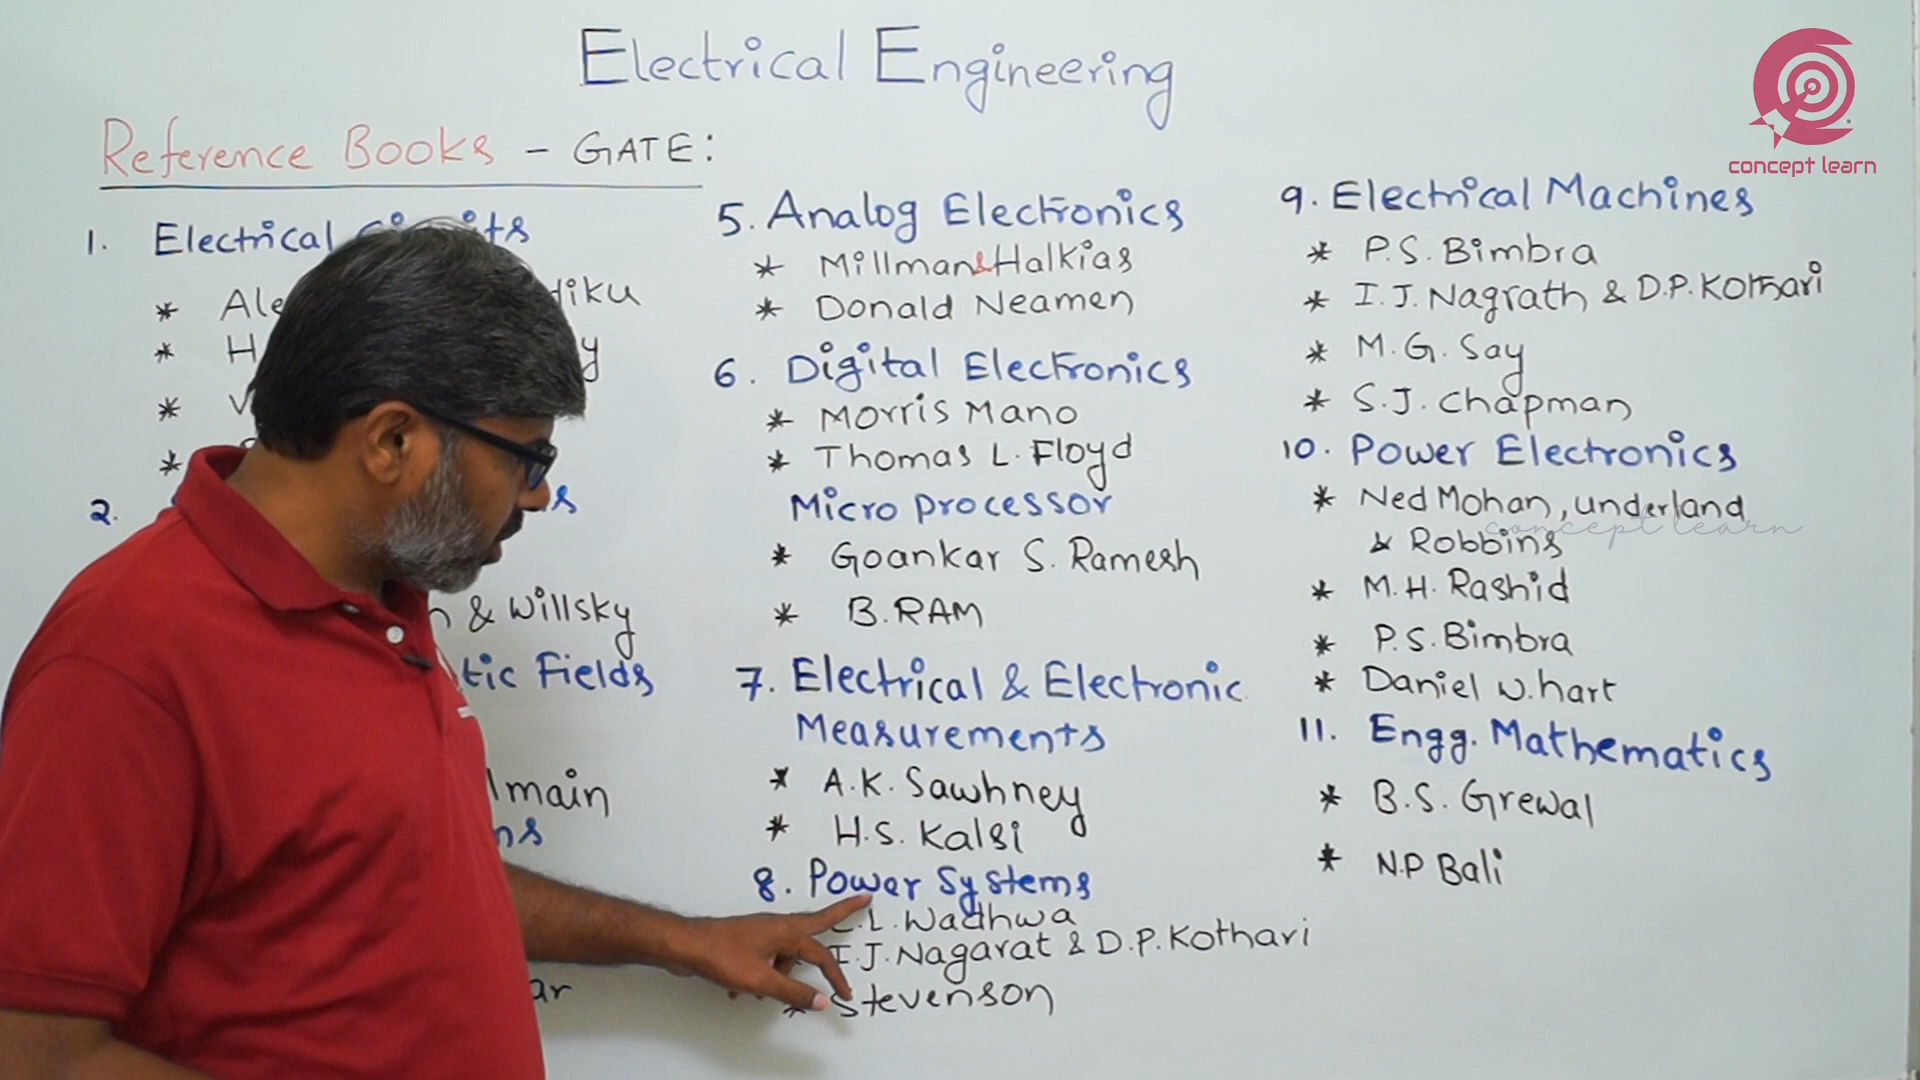 Electrical Engineering
concept learn
Reference Books - GATE:
1. Electrical
*
*
*
*
2.
& Willsky
Fields
5. Analog Electronics
* Millman & Halkias
* Donald Neamen
6. Digital Electronics
* Morris Mano
* Thomas L. Floyd
Micro processor
* Goankar S. Ramesh
* B.RAM
7. Electrical & Electronic
Measurements
* A.K. Sawhney
* H.S. Kalsi
8. Power Systems
L. Wadhwa
I.J. Nagarat & D.P. Kothari
* Stevenson
9. Electrical Machines
* P.S. Bimbra
* I.J. Nagrath & D.P. Kothari
* M.G. Say
* S.J. Chapman
10. Power Electronics
* Ned Mohan, underland
concept learn
& Robbins
* M.H. Rashid
* P.S. Bimbra
* Daniel w. hart
11. Engg. Mathematics
* B.S. Grewal
* N.P Bali